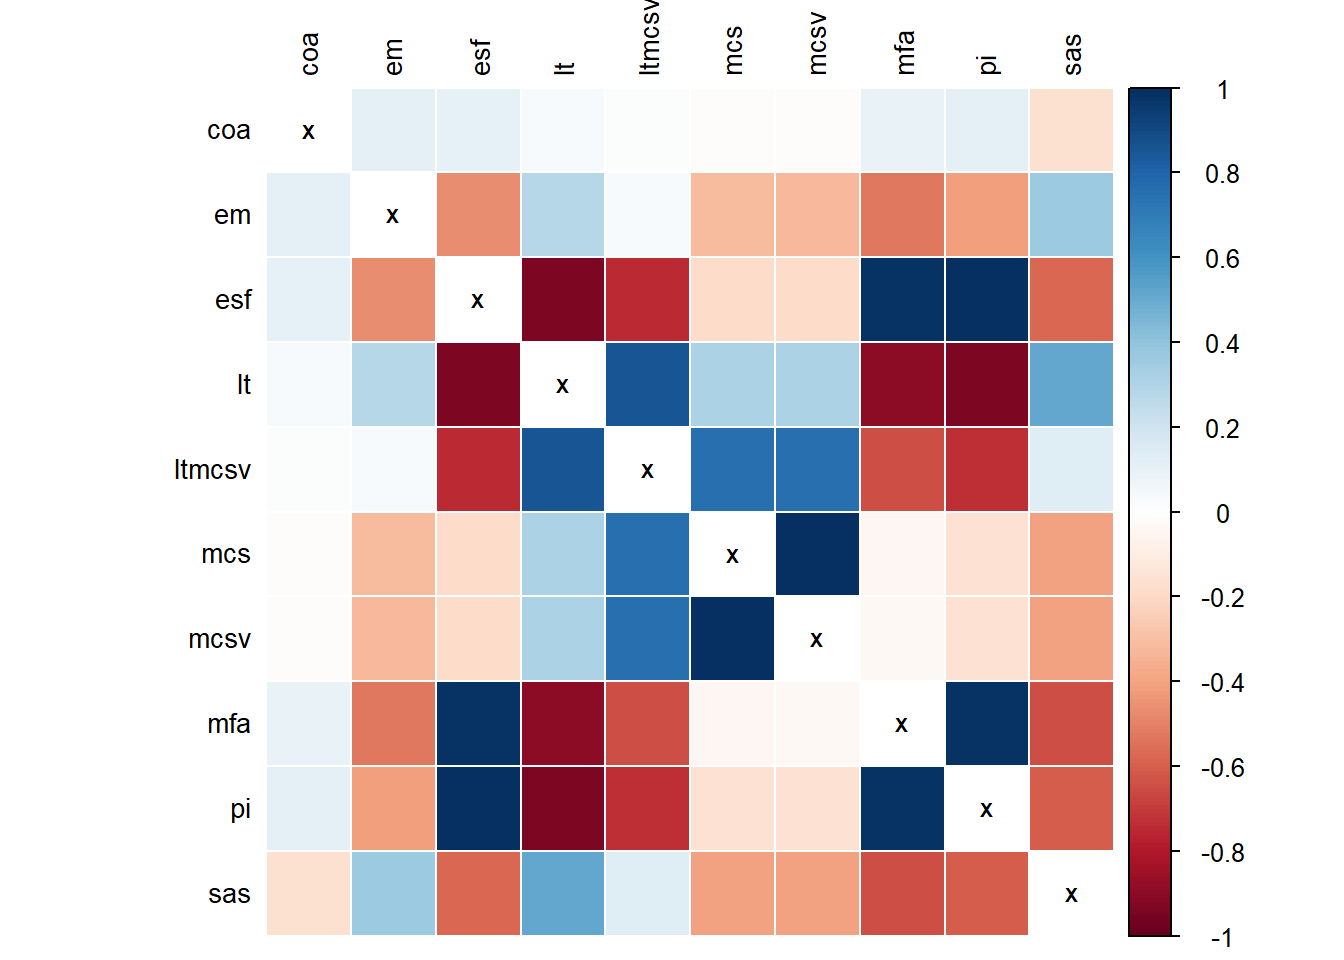 coa em esf lt ltmcsv mcs mcsv mfa pi sas
coa x
em x
esf x
lt x
ltmcsv x
mcs x
mcsv x
mfa x
pi x
sas x
1
0.8
0.6
0.4
0.2
0
-0.2
-0.4
-0.6
-0.8
-1